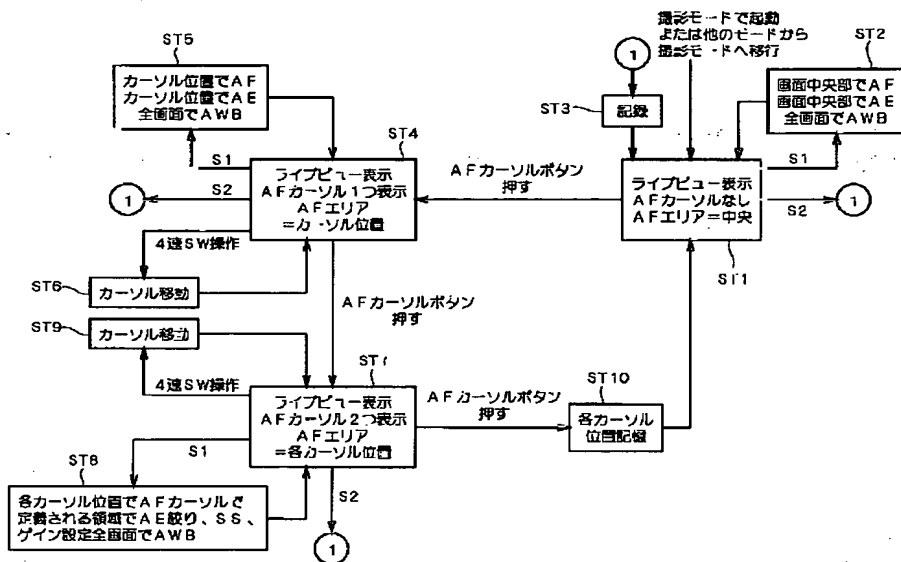 撮影モードで起動
または他のモードから
撮影モードへ移行
1
ST3
記録
ST2
画面中央部でAF
画面中央部でAE
全画面でAWB
S1
ST5
カーソル位置でAF
カーソル位置でAE
全画面でAWB
S1
ST4
ライブビュー表示
AFカーソル1つ表示
AFエリア
=カーソル位置
S2
1
AFカーソルボタン
押す
ライブビュー表示
AFカーソルなし
AFエリア=中央
ST1
S2
1
4速SW操作
ST6
カーソル移動
AFカーソルボタン
押す
ST9
カーソル移動
4速SW操作
ST7
ライブビュー表示
AFカーソル2つ表示
AFエリア
=各カーソル位置
AFカーソルボタン
押す
ST10
各カーソル
位置記憶
S1
ST8
各カーソル位置でAFカーソルで
定義される領域でAE絞り、SS、
ゲイン設定全画面でAWB
S2
1